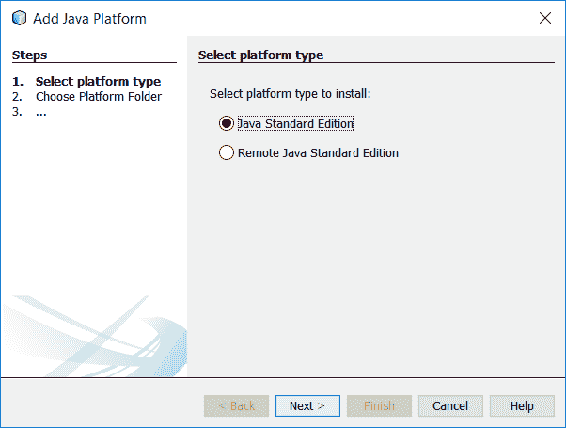 Add Java Platform
Steps
1. Select platform type
2. Choose Platform Folder
3. ...
Select platform type
Select platform type to install:
Java Standard Edition
Remote Java Standard Edition
< Back
Next >
Finish
Cancel
Help